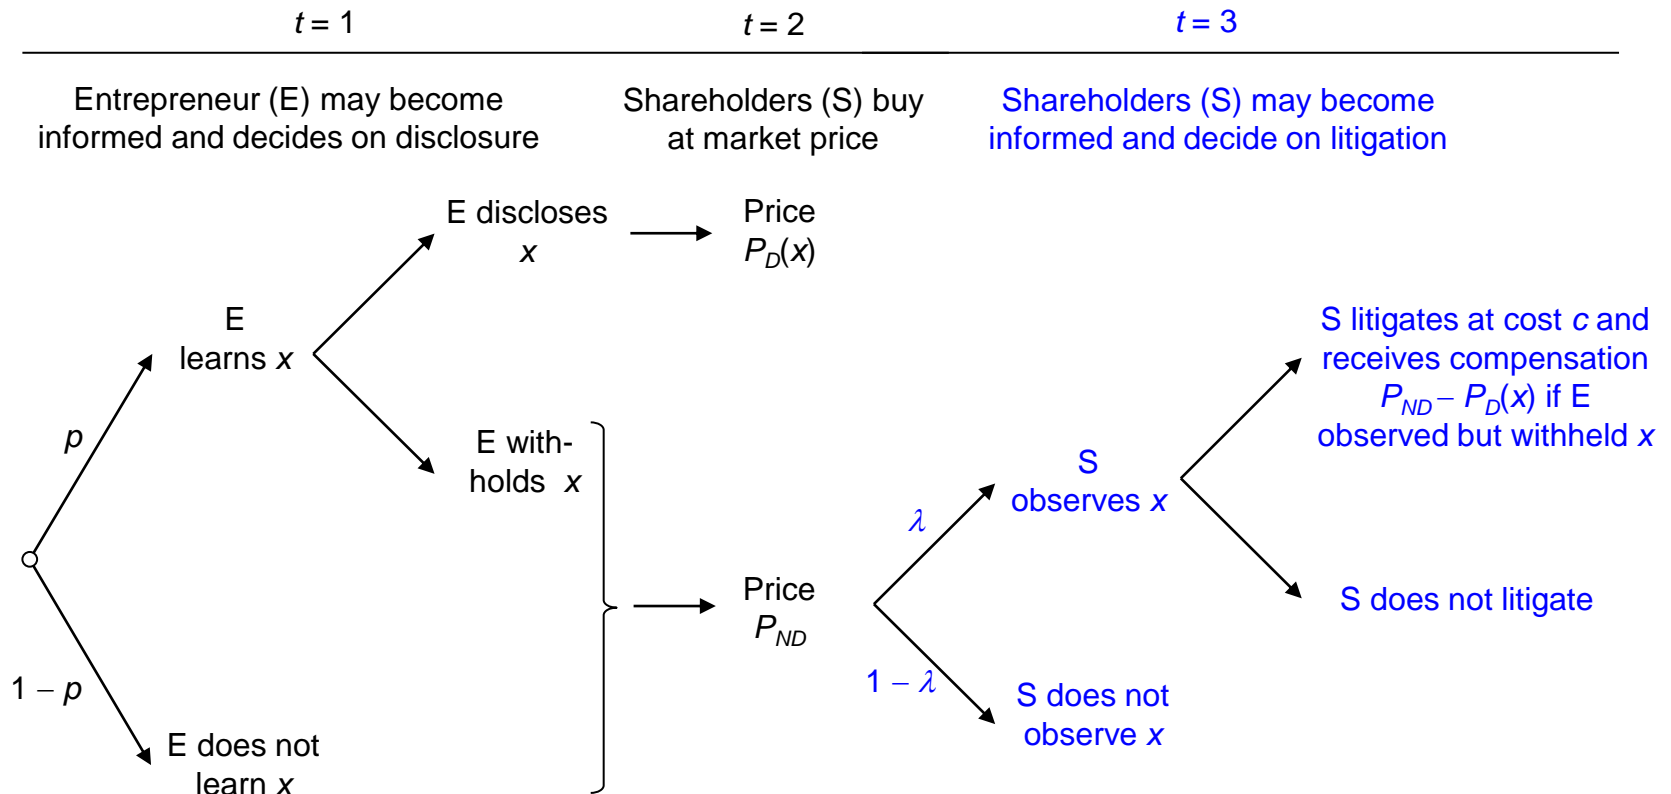 t = 1
t = 2
t = 3
Entrepreneur (E) may become
informed and decides on disclosure
Shareholders (S) buy
at market price
Shareholders (S) may become
informed and decide on litigation
E discloses
x
Price
P_D(x)
E
learns x
S litigates at cost c and
receives compensation
P_ND – P_D(x) if E
observed but withheld x
p
E with-
holds x
S
observes x
λ
Price
P_ND
S does not litigate
1 – p
1 – λ
S does not
observe x
E does not
learn x